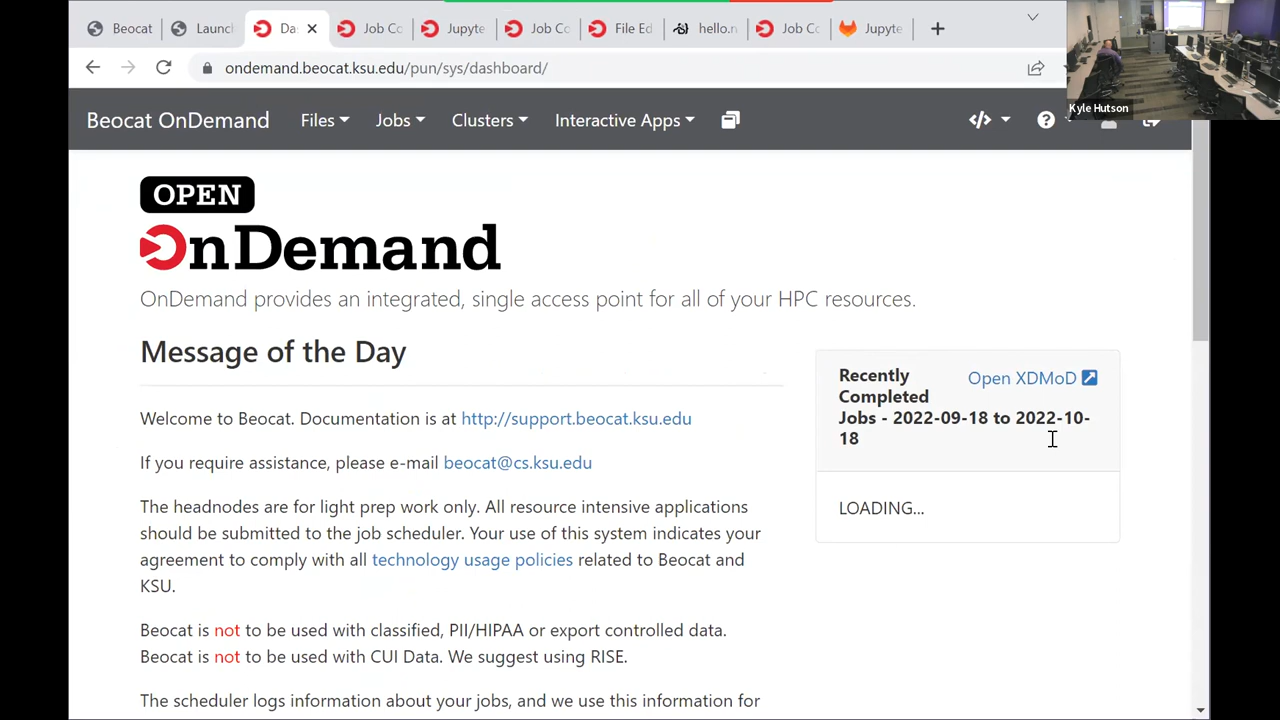 Beocat
Launch
Da
Job Co
Jupyte
Job Co
File Ed
hello.n
Job Co
Jupyte
ondemand.beocat.ksu.edu/pun/sys/dashboard/
Kyle Hutson
Beocat OnDemand
Files
Jobs
Clusters
Interactive Apps
OPEN
OnDemand
OnDemand provides an integrated, single access point for all of your HPC resources.
Message of the Day
Welcome to Beocat. Documentation is at http://support.beocat.ksu.edu
If you require assistance, please e-mail beocat@cs.ksu.edu
The headnodes are for light prep work only. All resource intensive applications
should be submitted to the job scheduler. Your use of this system indicates your
agreement to comply with all technology usage policies related to Beocat and
KSU.
Beocat is not to be used with classified, PII/HIPAA or export controlled data.
Beocat is not to be used with CUI Data. We suggest using RISE.
The scheduler logs information about your jobs, and we use this information for
Recently
Completed
Jobs - 2022-09-18 to 2022-10-
18
Open XDMoD
LOADING...